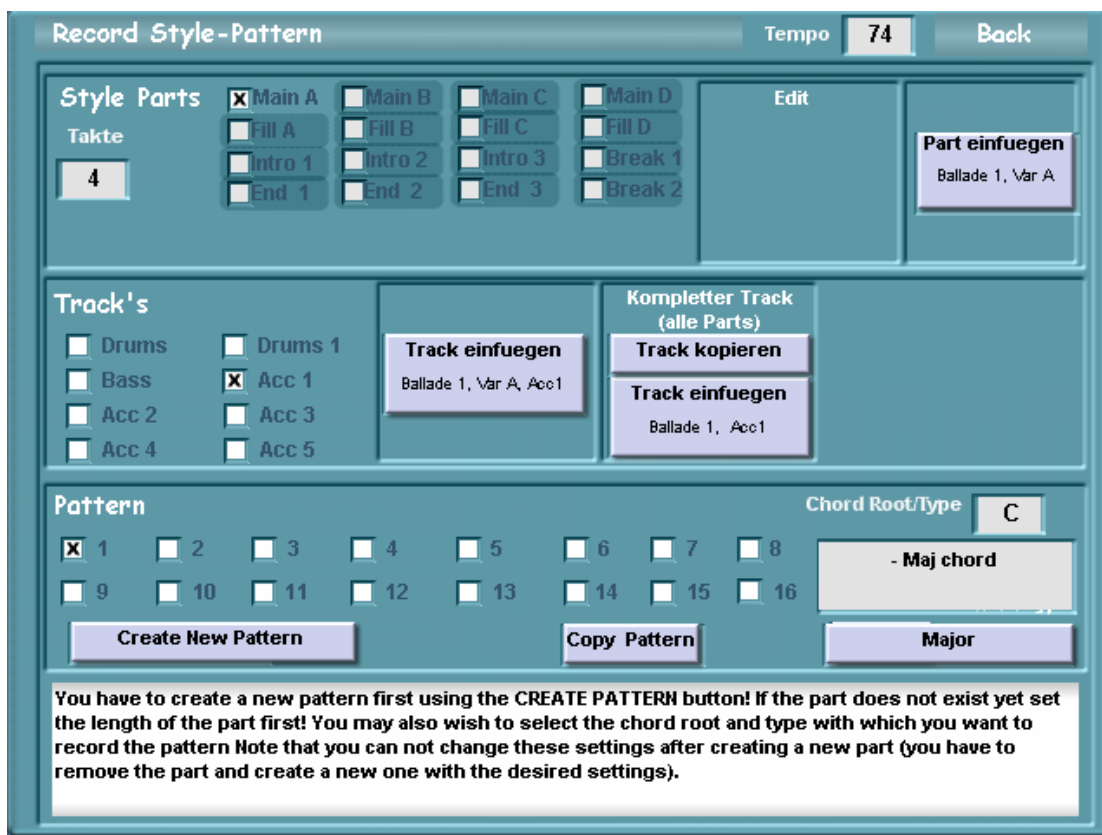 Record Style-Pattern Tempo 74 Back
Style Parts Main A Main B Main C Main D Edit
Takte Fill A Fill B Fill C Fill D
4 Intro 1 Intro 2 Intro 3 Break 1
End 1 End 2 End 3 Break 2
Part einfuegen
Ballade 1, Var A
Track's
Drums Drums 1
Bass Acc 1
Acc 2 Acc 3
Acc 4 Acc 5
Track einfuegen
Ballade 1, Var A, Acc1
Kompletter Track
(alle Parts)
Track kopieren
Track einfuegen
Ballade 1, Acc1
Pattern Chord Root/Type C
1 2 3 4 5 6 7 8
- Maj chord
9 10 11 12 13 14 15 16
Create New Pattern Copy Pattern Major
You have to create a new pattern first using the CREATE PATTERN button! If the part does not exist yet set
the length of the part first! You may also wish to select the chord root and type with which you want to
record the pattern Note that you can not change these settings after creating a new part (you have to
remove the part and create a new one with the desired settings).